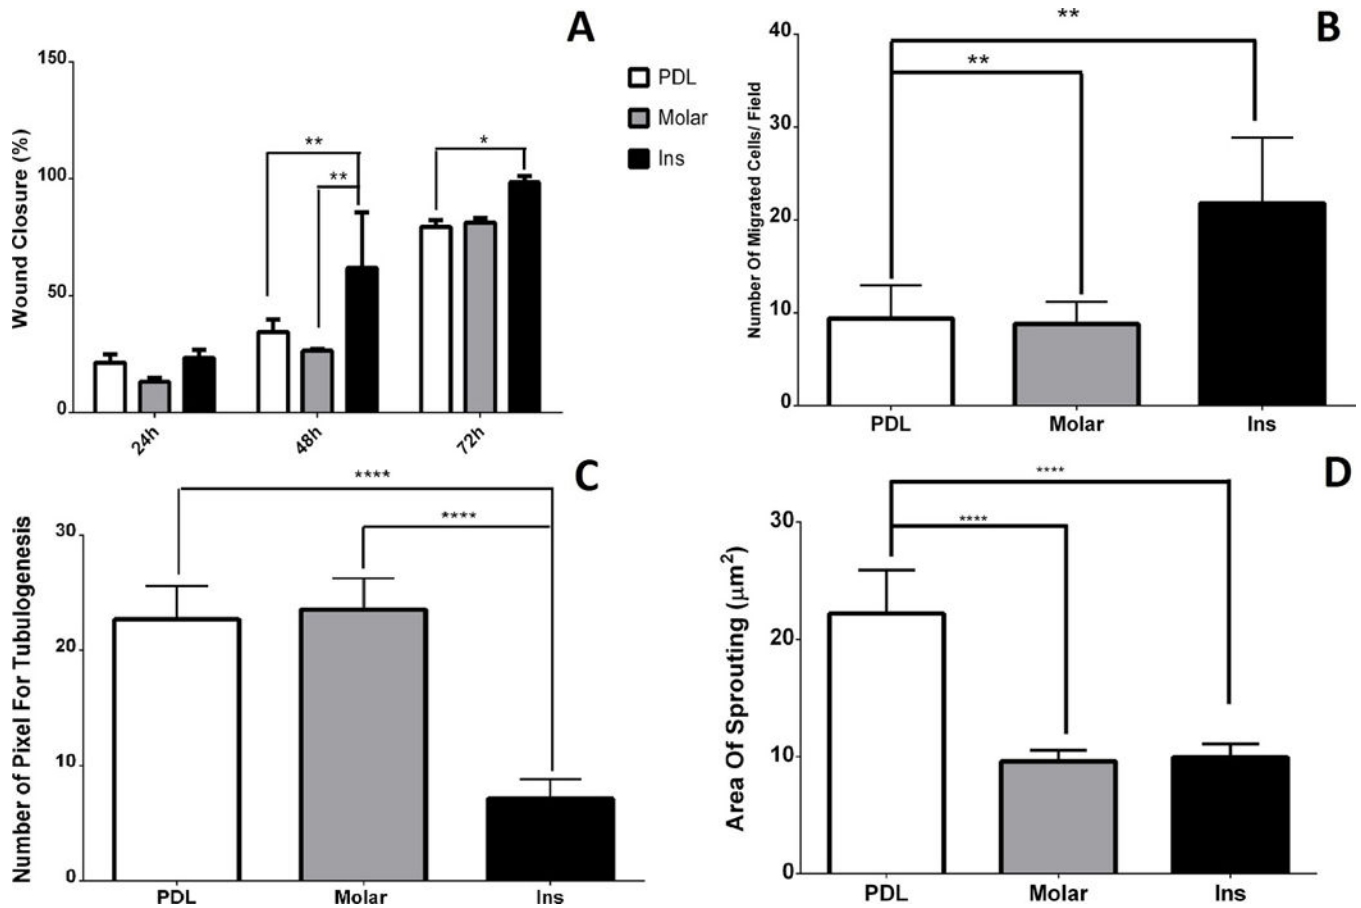 A
Wound Closure (%)
150
100
50
0
**
**
*
24h
48h
72h
PDL
Molar
Ins
B
Number Of Migrated Cells/ Field
40
30
20
10
0
**
**
PDL
Molar
Ins
C
Number of Pixel For Tubulogenesis
30
20
10
0
****
****
PDL
Molar
Ins
D
Area Of Sprouting (μm²)
30
20
10
0
****
****
PDL
Molar
Ins